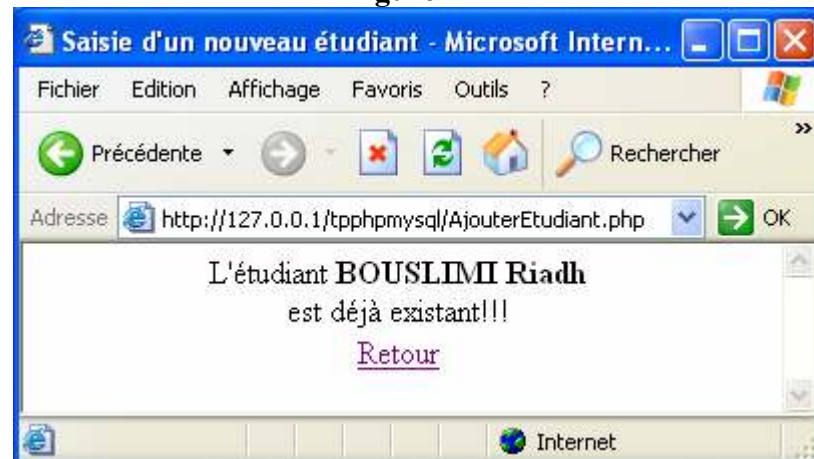 Saisie d'un nouveau étudiant - Microsoft Intern...
Fichier Edition Affichage Favoris Outils ?
Précédente Rechercher »
Adresse http://127.0.0.1/tpphpmysql/AjouterEtudiant.php OK
L'étudiant BOUSLIMI Riadh
est déjà existant!!!
Retour
Internet